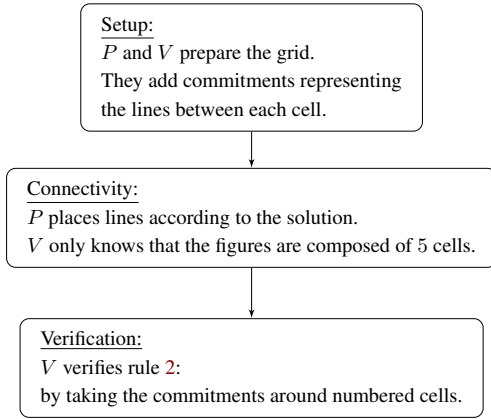 Setup:
P and V prepare the grid.
They add commitments representing
the lines between each cell.
Connectivity:
P places lines according to the solution.
V only knows that the figures are composed of 5 cells.
Verification:
V verifies rule 2:
by taking the commitments around numbered cells.